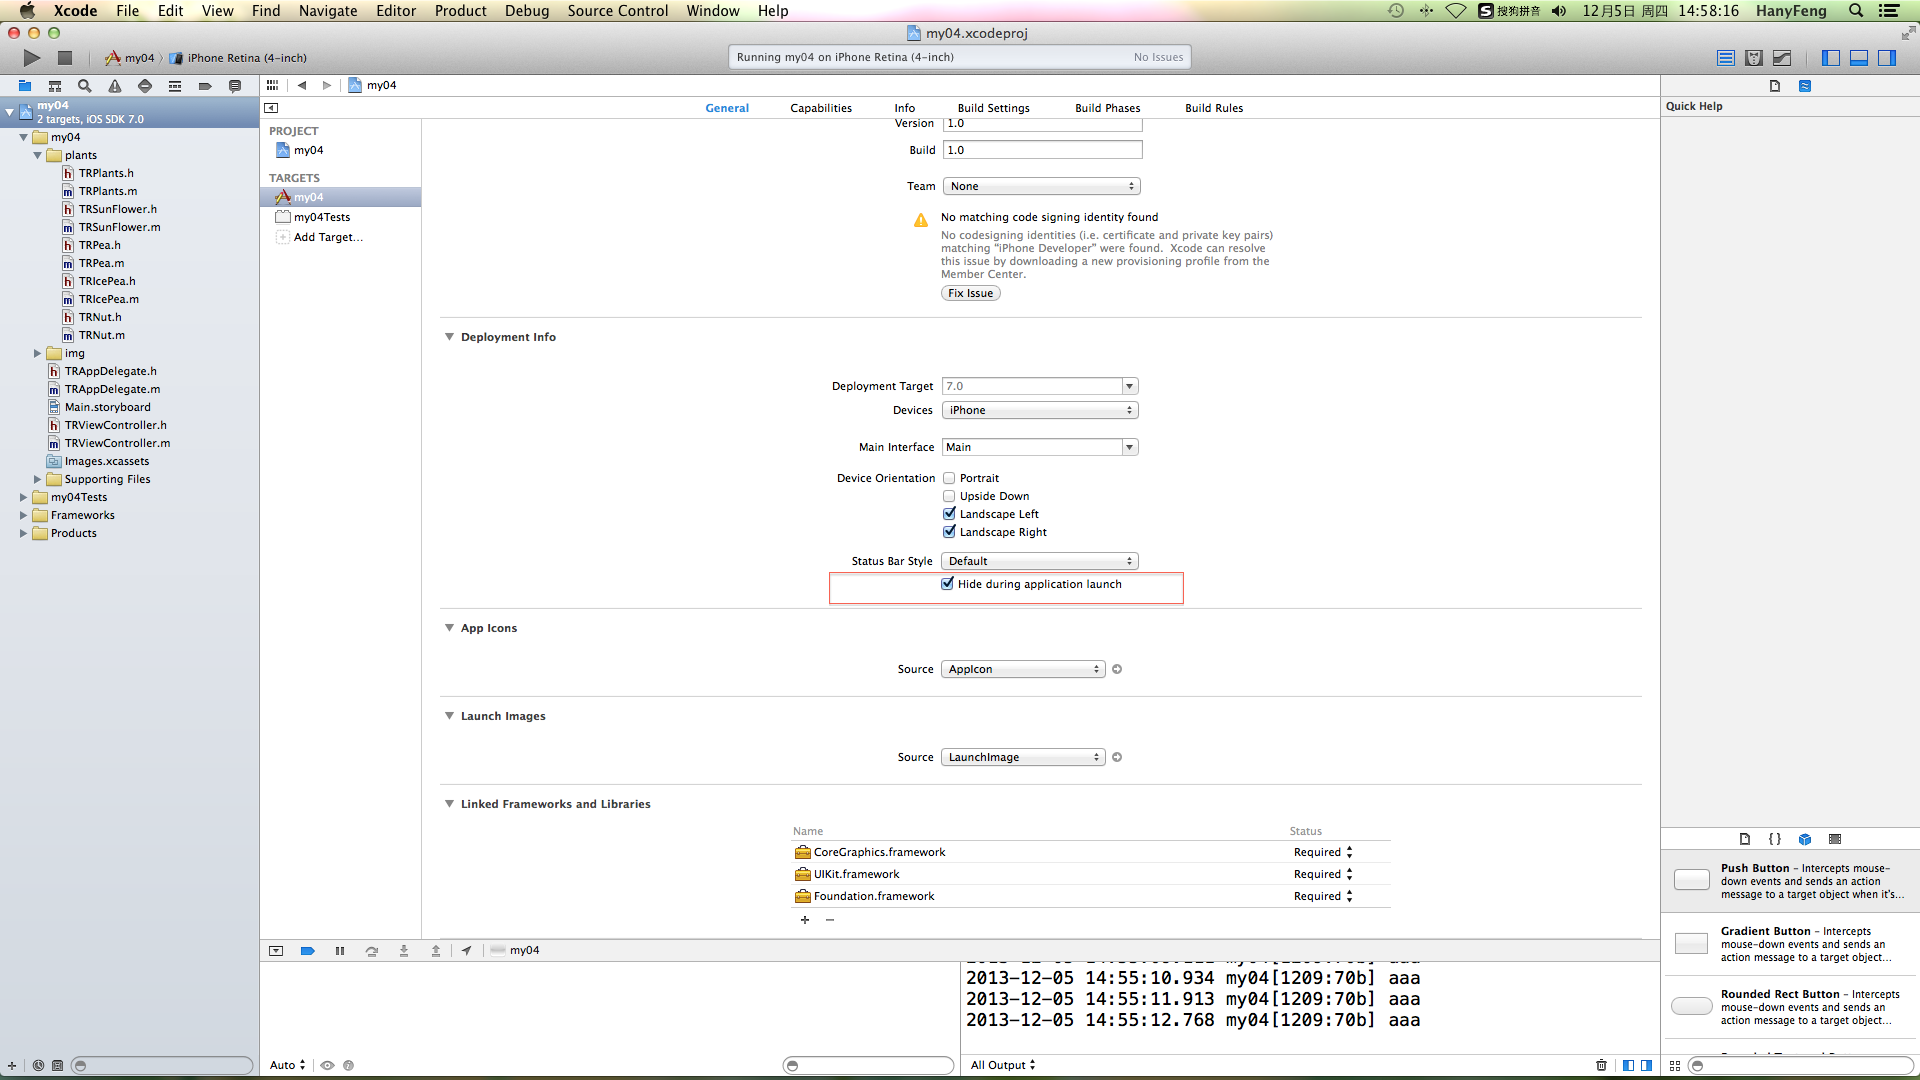 Xcode File Edit View Find Navigate Editor Product Debug Source Control Window Help
搜狗拼音 12月5日 周四 14:58:16 HanyFeng
my04.xcodeproj
my04 iPhone Retina (4-inch)
Running my04 on iPhone Retina (4-inch) No Issues
my04
my04
2 targets, iOS SDK 7.0
my04
plants
TRPlants.h
TRPlants.m
TRSunFlower.h
TRSunFlower.m
TRPea.h
TRPea.m
TRIcePea.h
TRIcePea.m
TRNut.h
TRNut.m
img
TRAppDelegate.h
TRAppDelegate.m
Main.storyboard
TRViewController.h
TRViewController.m
Images.xcassets
Supporting Files
my04Tests
Frameworks
Products
PROJECT
my04
TARGETS
my04
my04Tests
Add Target...
General Capabilities Info Build Settings Build Phases Build Rules
Version 1.0
Build 1.0
Team None
No matching code signing identity found
No codesigning identities (i.e. certificate and private key pairs)
matching “iPhone Developer” were found. Xcode can resolve
this issue by downloading a new provisioning profile from the
Member Center.
Fix Issue
Deployment Info
Deployment Target 7.0
Devices iPhone
Main Interface Main
Device Orientation Portrait
Upside Down
Landscape Left
Landscape Right
Status Bar Style Default
Hide during application launch
App Icons
Source AppIcon
Launch Images
Source LaunchImage
Linked Frameworks and Libraries
Name Status
CoreGraphics.framework Required
UIKit.framework Required
Foundation.framework Required
my04
2013-12-05 14:55:10.934 my04[1209:70b] aaa
2013-12-05 14:55:11.913 my04[1209:70b] aaa
2013-12-05 14:55:12.768 my04[1209:70b] aaa
Auto
All Output
Quick Help
Push Button - Intercepts mouse-
down events and sends an action
message to a target object when it's...
Gradient Button - Intercepts
mouse-down events and sends an
action message to a target object...
Rounded Rect Button - Intercepts
mouse-down events and sends an
action message to a target object...